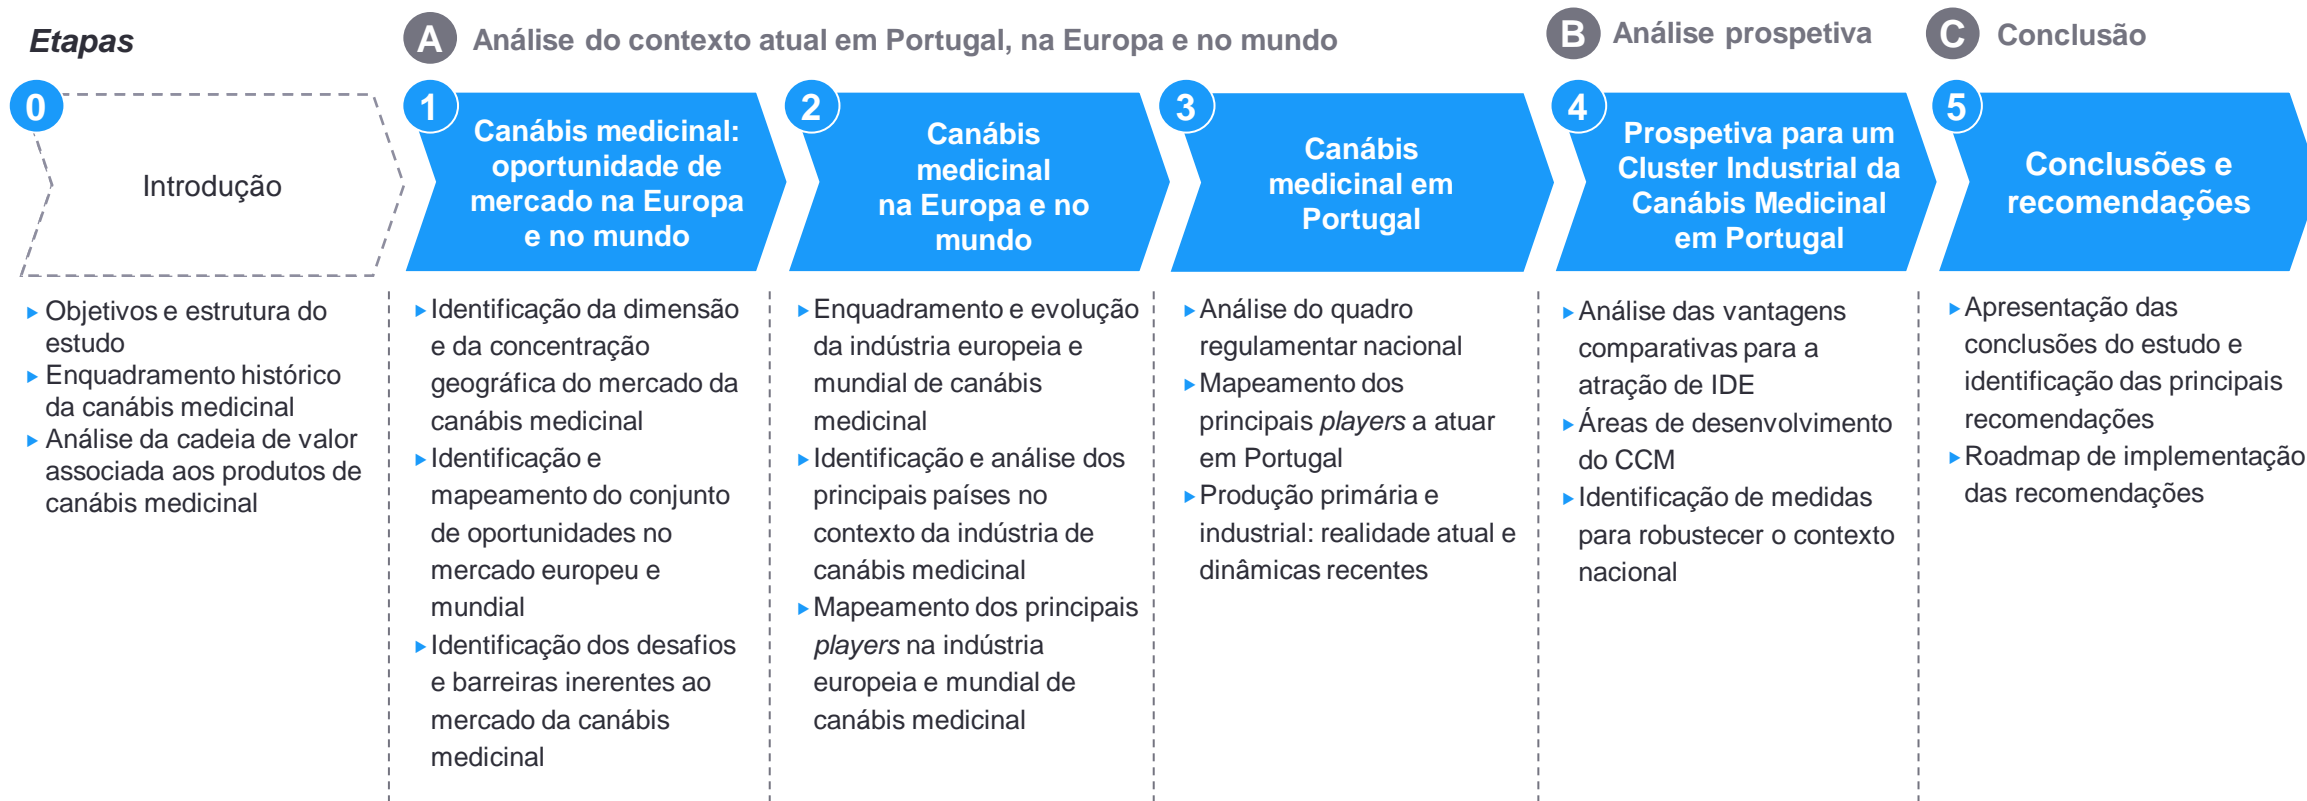 Etapas
A Análise do contexto atual em Portugal, na Europa e no mundo
B Análise prospetiva
C Conclusão
0
Introdução
Objetivos e estrutura do
estudo
Enquadramento histórico
da canábis medicinal
Análise da cadeia de valor
associada aos produtos de
canábis medicinal
1
Canábis medicinal:
oportunidade de
mercado na Europa
e no mundo
Identificação da dimensão
e da concentração
geográfica do mercado da
canábis medicinal
Identificação e
mapeamento do conjunto
de oportunidades no
mercado europeu e
mundial
Identificação dos desafios
e barreiras inerentes ao
mercado da canábis
medicinal
2
Canábis
medicinal
na Europa e no
mundo
Enquadramento e evolução
da indústria europeia e
mundial de canábis
medicinal
Identificação e análise dos
principais países no
contexto da indústria de
canábis medicinal
Mapeamento dos principais
players na indústria
europeia e mundial de
canábis medicinal
3
Canábis
medicinal em
Portugal
Análise do quadro
regulamentar nacional
Mapeamento dos
principais players a atuar
em Portugal
Produção primária e
industrial: realidade atual e
dinâmicas recentes
4
Prospetiva para um
Cluster Industrial da
Canábis Medicinal
em Portugal
Análise das vantagens
comparativas para a
atração de IDE
Áreas de desenvolvimento
do CCM
Identificação de medidas
para robustecer o contexto
nacional
5
Conclusões e
recomendações
Apresentação das
conclusões do estudo e
identificação das principais
recomendações
Roadmap de implementação
das recomendações